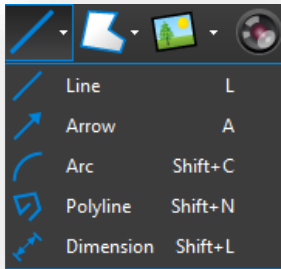 Line L
Arrow A
Arc Shift+C
Polyline Shift+N
Dimension Shift+L